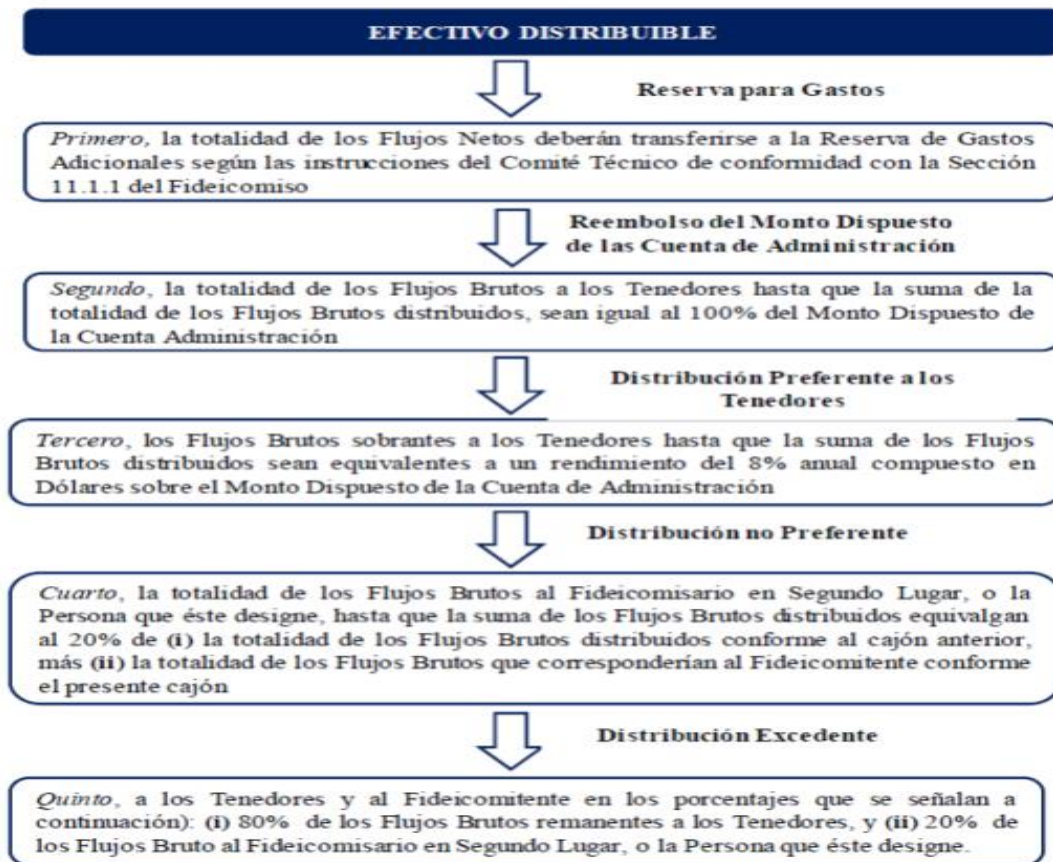 EFECTIVO DISTRIBUIBLE
Reserva para Gastos
Primero, la totalidad de los Flujos Netos deberán transferirse a la Reserva de Gastos
Adicionales según las instrucciones del Comité Técnico de conformidad con la Sección
11.1.1 del Fideicomiso
Reembolso del Monto Dispuesto
de las Cuenta de Administración
Segundo, la totalidad de los Flujos Brutos a los Tenedores hasta que la suma de la
totalidad de los Flujos Brutos distribuidos, sean igual al 100% del Monto Dispuesto de
la Cuenta Administración
Distribución Preferente a los
Tenedores
Tercero, los Flujos Brutos sobrantes a los Tenedores hasta que la suma de los Flujos
Brutos distribuidos sean equivalentes a un rendimiento del 8% anual compuesto en
Dólares sobre el Monto Dispuesto de la Cuenta de Administración
Distribución no Preferente
Cuarto, la totalidad de los Flujos Brutos al Fideicomisario en Segundo Lugar, o la
Persona que éste designe, hasta que la suma de los Flujos Brutos distribuidos equivalgan
al 20% de (i) la totalidad de los Flujos Brutos distribuidos conforme al cajón anterior,
más (ii) la totalidad de los Flujos Brutos que corresponderían al Fideicomitente conforme
el presente cajón
Distribución Excedente
Quinto, a los Tenedores y al Fideicomitente en los porcentajes que se señalan a
continuación): (i) 80% de los Flujos Brutos remanentes a los Tenedores, y (ii) 20% de
los Flujos Bruto al Fideicomisario en Segundo Lugar, o la Persona que éste designe.